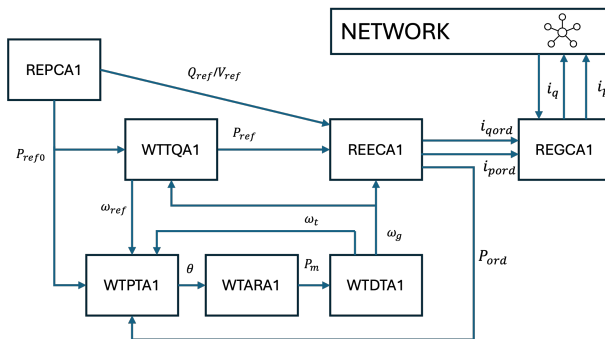 NETWORK
REPCA1
Q_ref/V_ref
i_q
i_p
P_ref0
WTTQA1
P_ref
REECA1
i_qord
i_pord
REGCA1
ω_ref
ω_t
ω_g
P_ord
WTPTA1
θ
WTARA1
P_m
WTDTA1